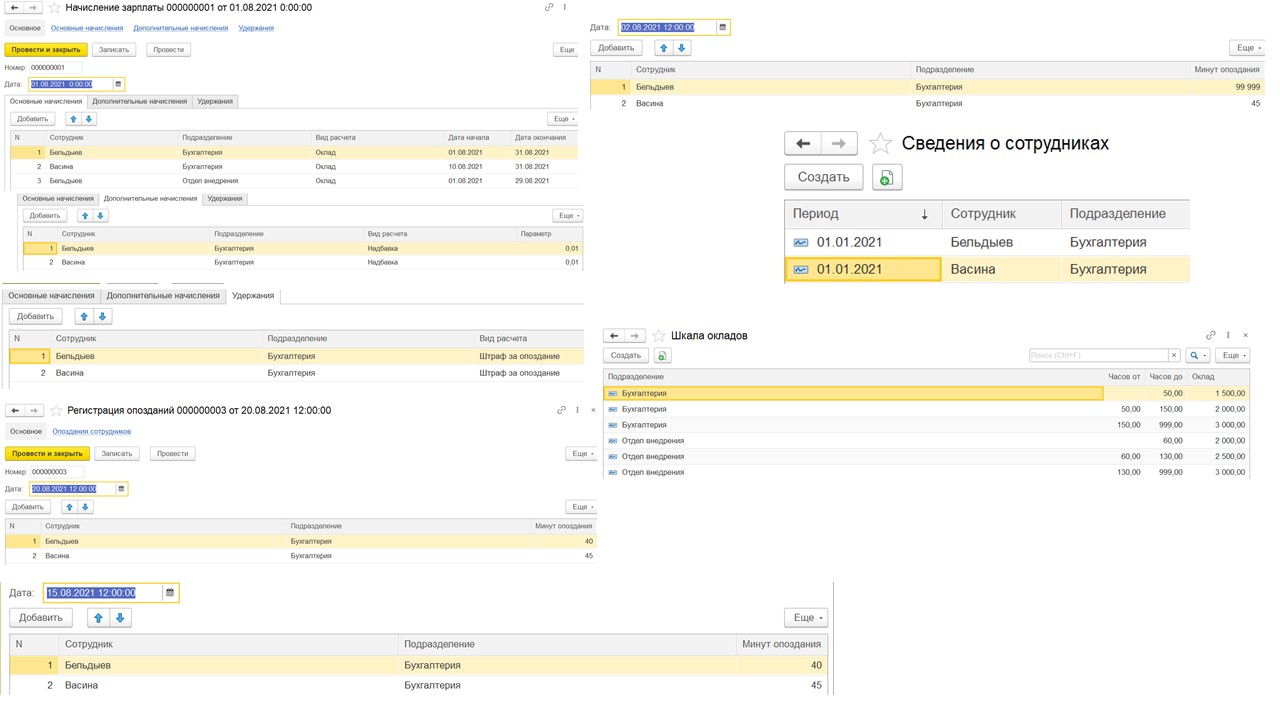 Начисление зарплаты 000000001 от 01.08.2021 0:00:00
Основное Основные начисления Дополнительные начисления Удержания
Провести и закрыть Записать Провести Еще
Номер: 000000001
Дата: 01.08.2021 0:00:00
Основные начисления Дополнительные начисления Удержания
Добавить Еще
N Сотрудник Подразделение Вид расчета Дата начала Дата окончания
1 Бельдыев Бухгалтерия Оклад 01.08.2021 31.08.2021
2 Васина Бухгалтерия Оклад 10.08.2021 31.08.2021
3 Бельдыев Отдел внедрения Оклад 01.08.2021 29.08.2021
Основные начисления Дополнительные начисления Удержания
Добавить Еще
N Сотрудник Подразделение Вид расчета Параметр
1 Бельдыев Бухгалтерия Надбавка 0,01
2 Васина Бухгалтерия Надбавка 0,01
Основные начисления Дополнительные начисления Удержания
Добавить
N Сотрудник Подразделение Вид расчета
1 Бельдыев Бухгалтерия Штраф за опоздание
2 Васина Бухгалтерия Штраф за опоздание
Регистрация опозданий 000000003 от 20.08.2021 12:00:00
Основное Опоздания сотрудников
Провести и закрыть Записать Провести Еще
Номер: 000000003
Дата: 20.08.2021 12:00:00
Добавить Еще
N Сотрудник Подразделение Минут опоздания
1 Бельдыев Бухгалтерия 40
2 Васина Бухгалтерия 45
Дата: 15.08.2021 12:00:00
Добавить Еще
N Сотрудник Подразделение Минут опоздания
1 Бельдыев Бухгалтерия 40
2 Васина Бухгалтерия 45
Дата: 02.08.2021 12:00:00
Добавить Еще
N Сотрудник Подразделение Минут опоздания
1 Бельдыев Бухгалтерия 99 999
2 Васина Бухгалтерия 45
Сведения о сотрудниках
Создать
Период ↓ Сотрудник Подразделение
01.01.2021 Бельдыев Бухгалтерия
01.01.2021 Васина Бухгалтерия
Шкала окладов
Создать Поиск (Ctrl+F) Еще
Подразделение Часов от Часов до Оклад
Бухгалтерия 50,00 1 500,00
Бухгалтерия 50,00 150,00 2 000,00
Бухгалтерия 150,00 999,00 3 000,00
Отдел внедрения 60,00 2 000,00
Отдел внедрения 60,00 130,00 2 500,00
Отдел внедрения 130,00 999,00 3 000,00